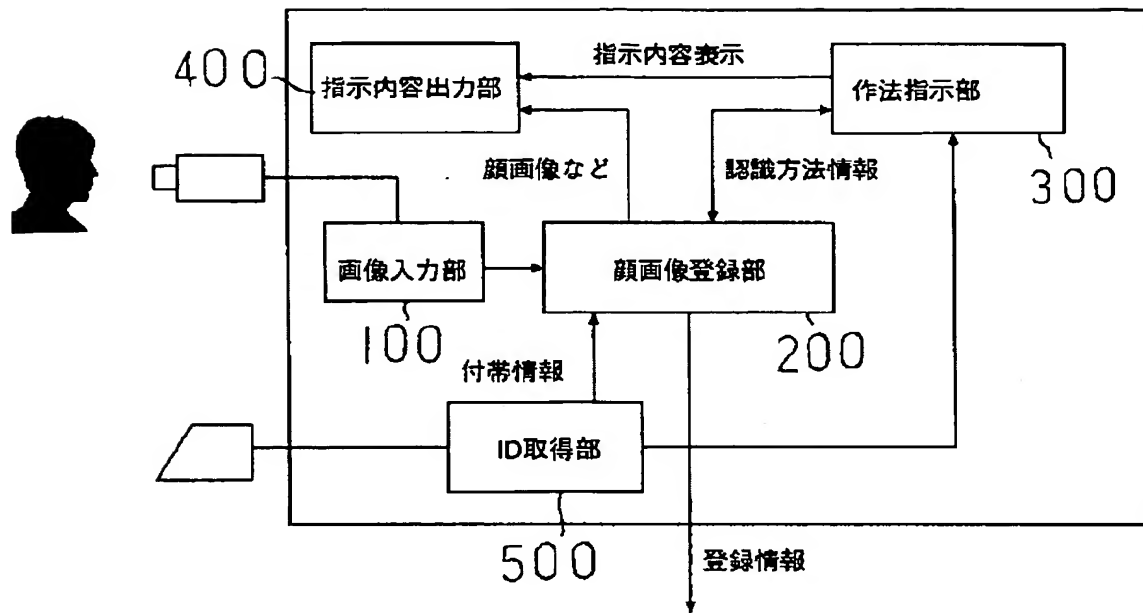 指示内容表示
400
指示内容出力部
作法指示部
顔画像など
認識方法情報
300
画像入力部
顔画像登録部
100
200
付帯情報
ID取得部
500
登録情報